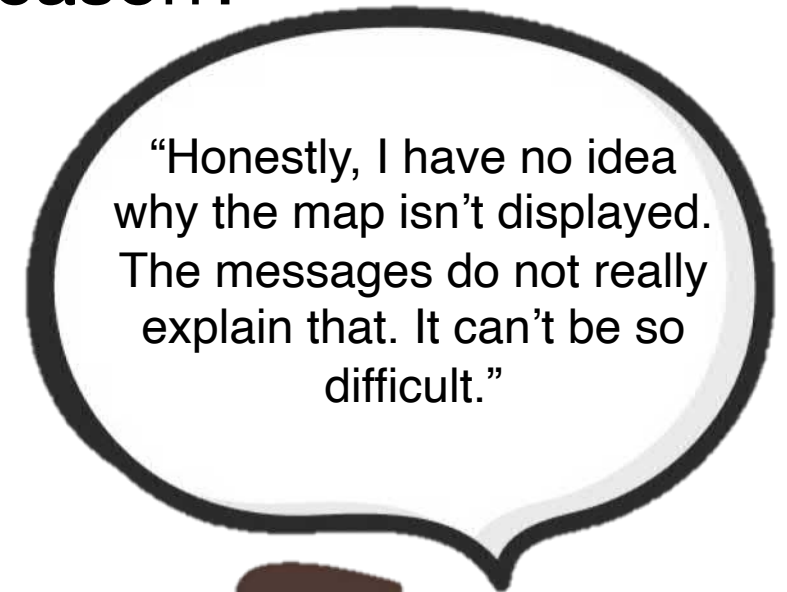 “Honestly, I have no idea
why the map isn’t displayed.
The messages do not really
explain that. It can’t be so
difficult.”